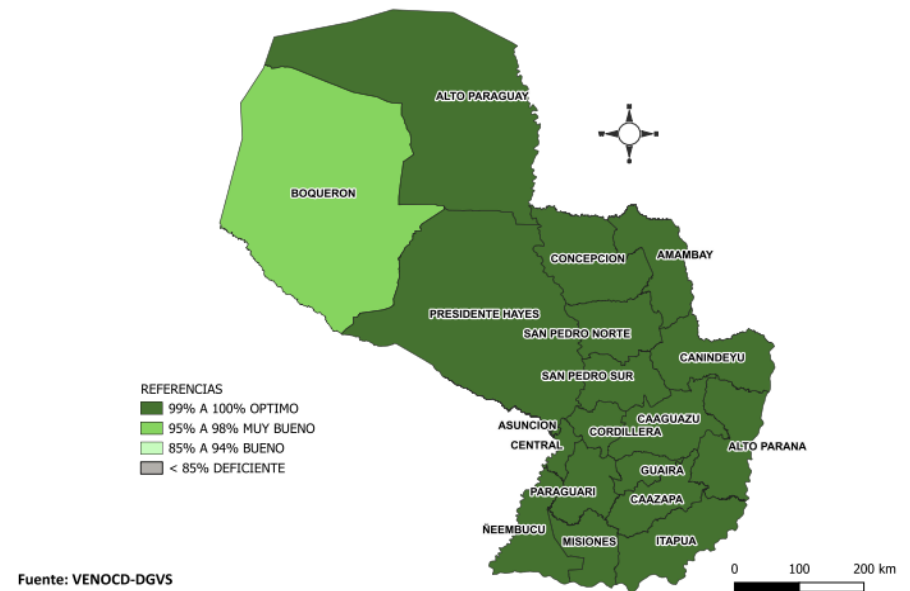 ALTO PARAGUAY
BOQUERON
CONCEPCION
AMAMBAY
PRESIDENTE HAYES
SAN PEDRO NORTE
CANINDEYU
SAN PEDRO SUR
REFERENCIAS
99% A 100% OPTIMO
95% A 98% MUY BUENO
85% A 94% BUENO
< 85% DEFICIENTE
ASUNCION
CAAGUAZU
CORDILLERA
CENTRAL
ALTO PARANA
GUAIRA
PARAGUARI
CAAZAPA
ÑEEMBUCU
MISIONES
ITAPUA
0 100 200 km
Fuente: VENOCD-DGVS